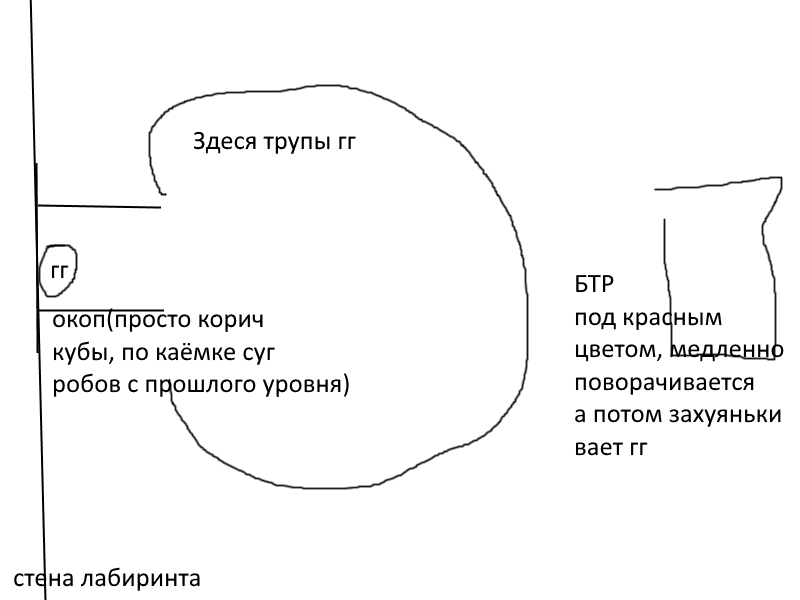 Здеся трупы гг
гг
окоп(просто корич
кубы, по каёмке суг
робов с прошлого уровня)
БТР
под красным
цветом, медленно
поворачивается
а потом захуяньки
вает гг
стена лабиринта